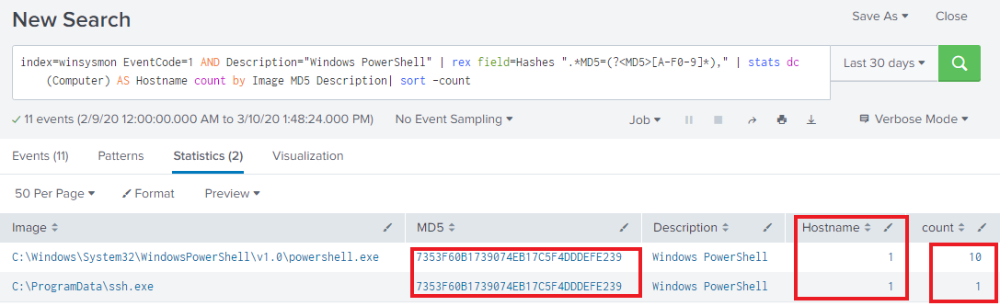 New Search
Save As ▾ Close
index=winsysmon EventCode=1 AND Description="Windows PowerShell" | rex field=Hashes ".*MD5=(?<MD5>[A-F0-9]*)," | stats dc
(Computer) AS Hostname count by Image MD5 Description| sort -count
Last 30 days ▾
✓ 11 events (2/9/20 12:00:00.000 AM to 3/10/20 1:48:24.000 PM) No Event Sampling ▾ Job ▾ Verbose Mode ▾
Events (11) Patterns Statistics (2) Visualization
50 Per Page ▾ Format Preview ▾
Image MD5 Description Hostname count
C:\Windows\System32\WindowsPowerShell\v1.0\powershell.exe 7353F60B1739074EB17C5F4DDDEFE239 Windows PowerShell 1 10
C:\ProgramData\ssh.exe 7353F60B1739074EB17C5F4DDDEFE239 Windows PowerShell 1 1